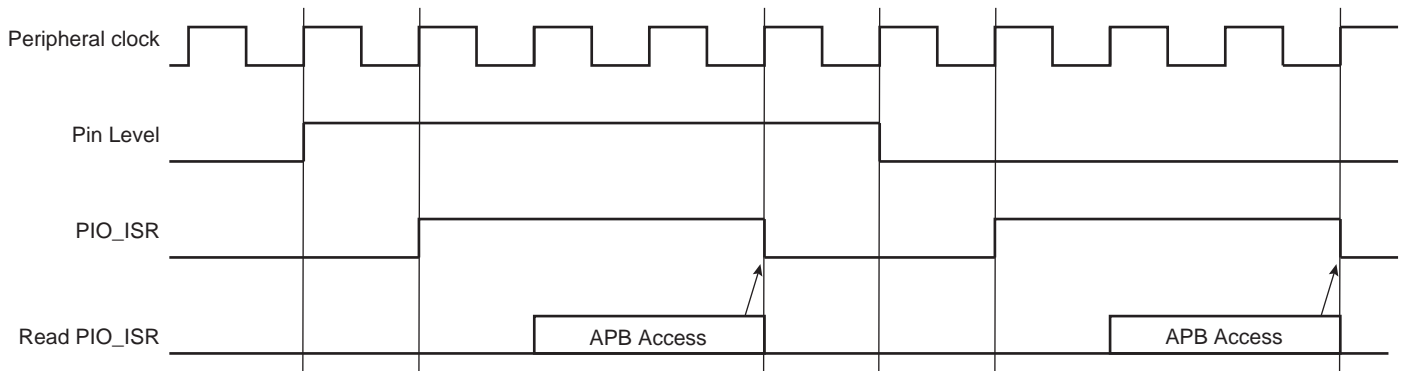 Peripheral clock
Pin Level
PIO_ISR
Read PIO_ISR
APB Access
APB Access